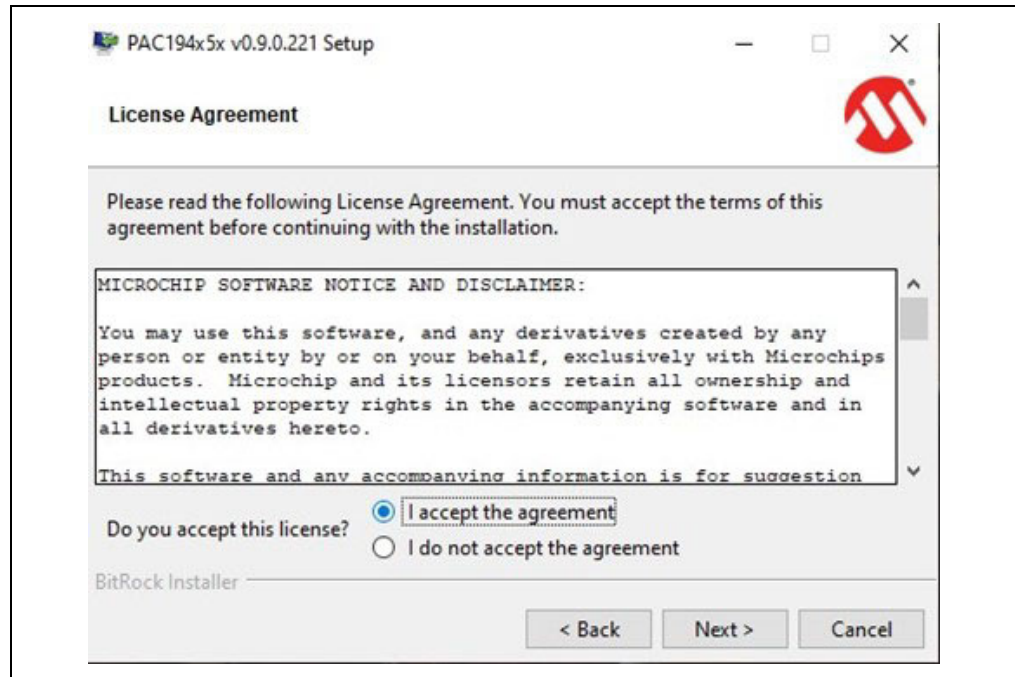 PAC194x5x v0.9.0.221 Setup
License Agreement
Please read the following License Agreement. You must accept the terms of this
agreement before continuing with the installation.
MICROCHIP SOFTWARE NOTICE AND DISCLAIMER:
You may use this software, and any derivatives created by any
person or entity by or on your behalf, exclusively with Microchips
products.  Microchip and its licensors retain all ownership and
intellectual property rights in the accompanying software and in
all derivatives hereto.
This software and any accompanying information is for suggestion
Do you accept this license?
I accept the agreement
I do not accept the agreement
BitRock Installer
< Back
Next >
Cancel